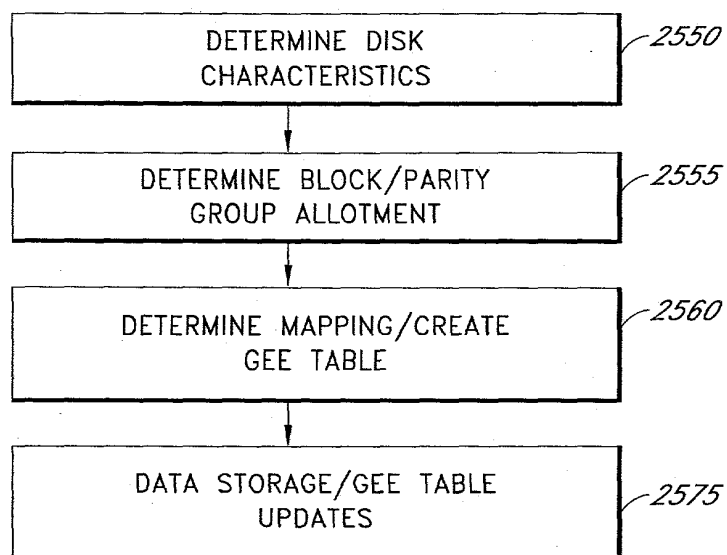 DETERMINE DISK
CHARACTERISTICS
2550
DETERMINE BLOCK/PARITY
GROUP ALLOTMENT
2555
DETERMINE MAPPING/CREATE
GEE TABLE
2560
DATA STORAGE/GEE TABLE
UPDATES
2575